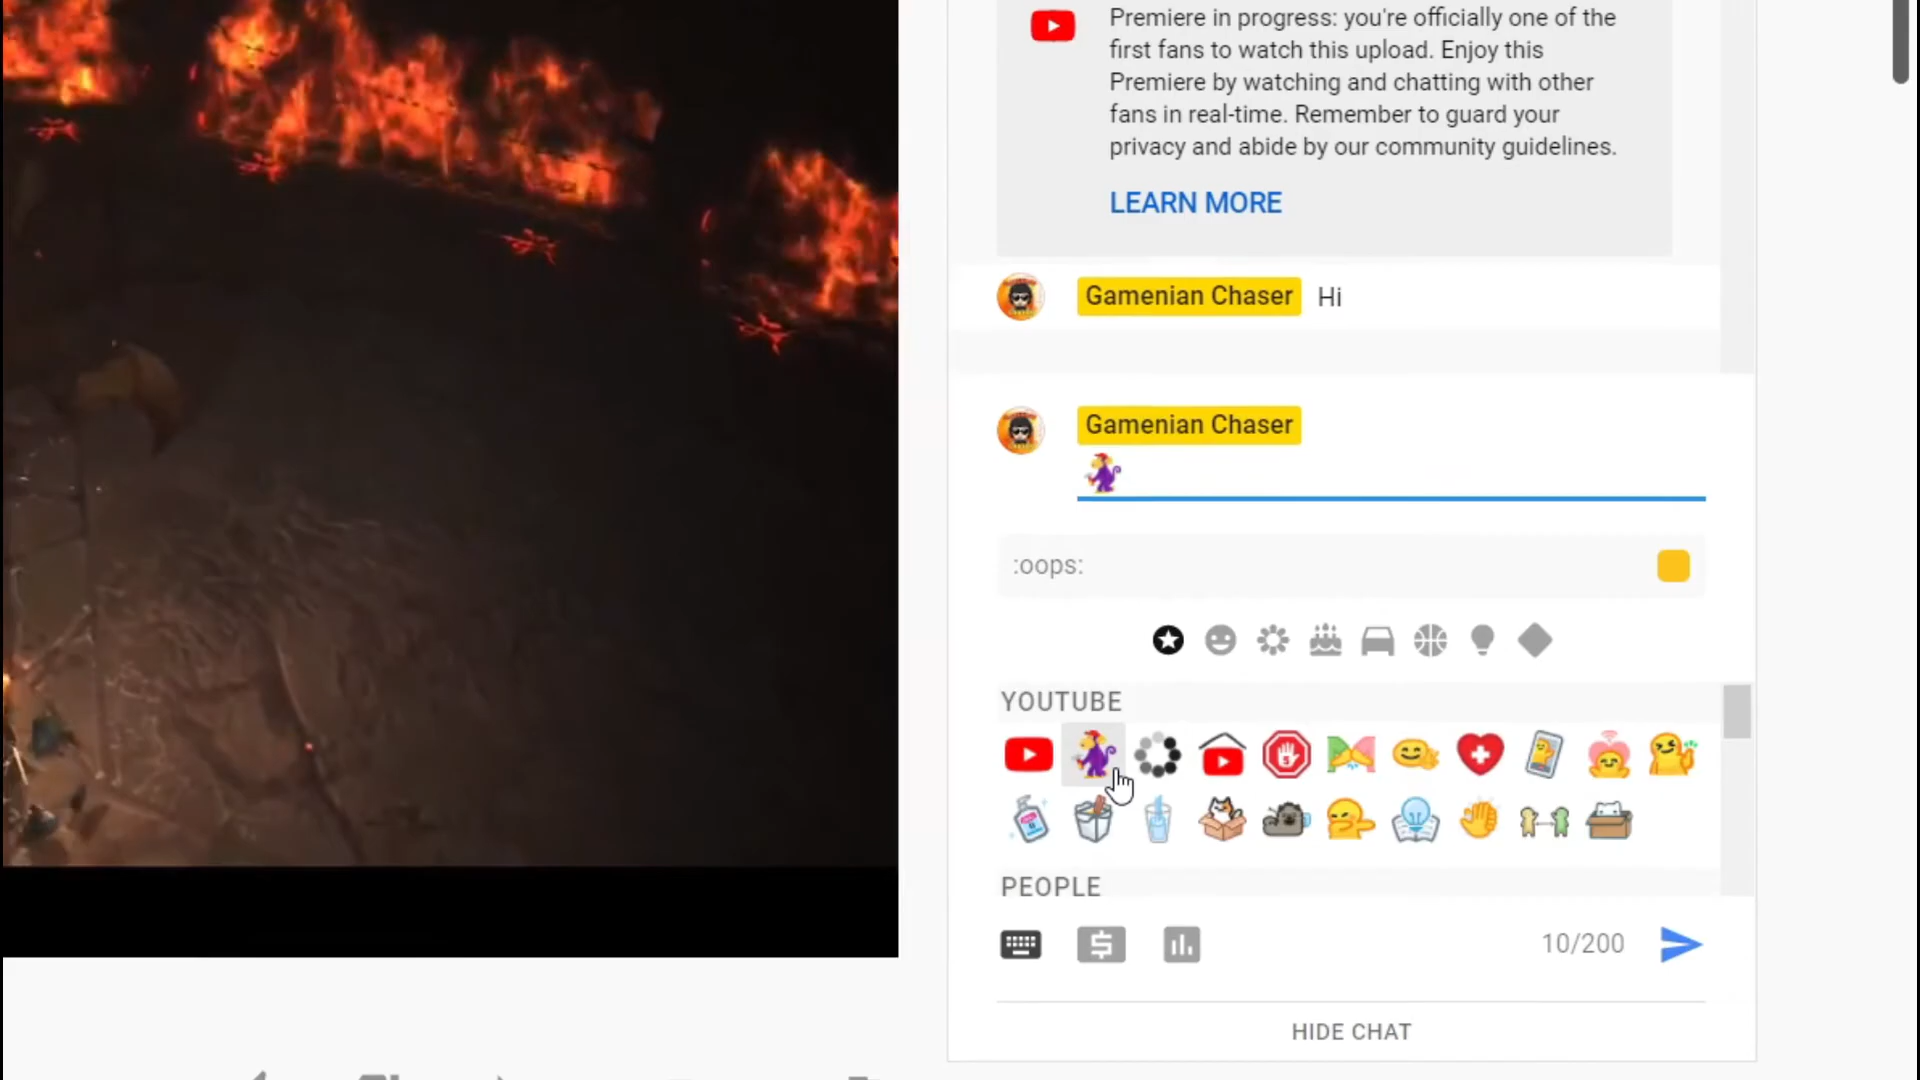 Premiere in progress: you're officially one of the
first fans to watch this upload. Enjoy this
Premiere by watching and chatting with other
fans in real-time. Remember to guard your
privacy and abide by our community guidelines.
LEARN MORE
Gamenian Chaser Hi
Gamenian Chaser
:oops:
YOUTUBE
PEOPLE
10/200
HIDE CHAT